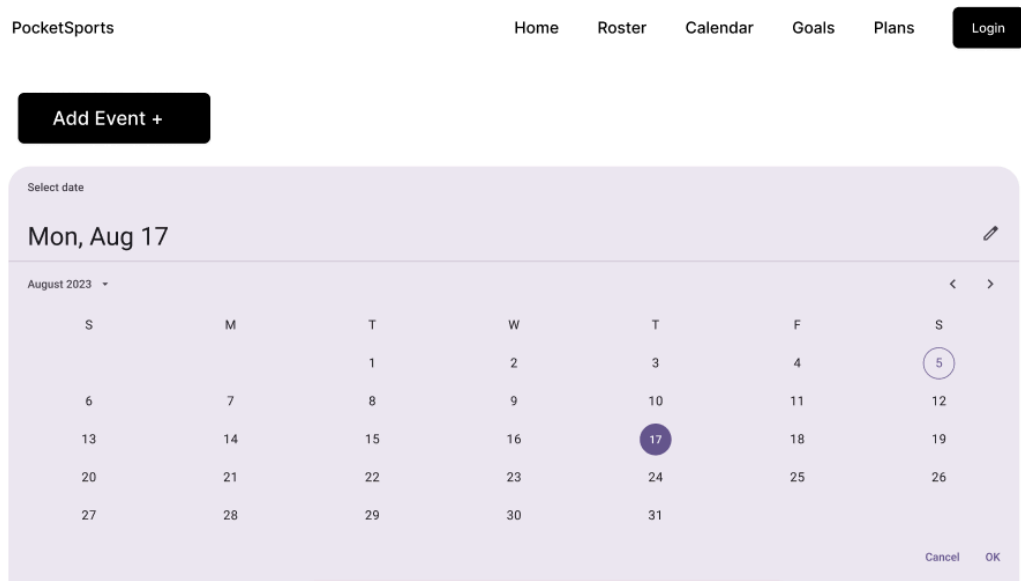 PocketSports Home Roster Calendar Goals Plans Login
Add Event +
Select date
Mon, Aug 17
August 2023
S M T W T F S
1 2 3 4 5
6 7 8 9 10 11 12
13 14 15 16 17 18 19
20 21 22 23 24 25 26
27 28 29 30 31
Cancel OK